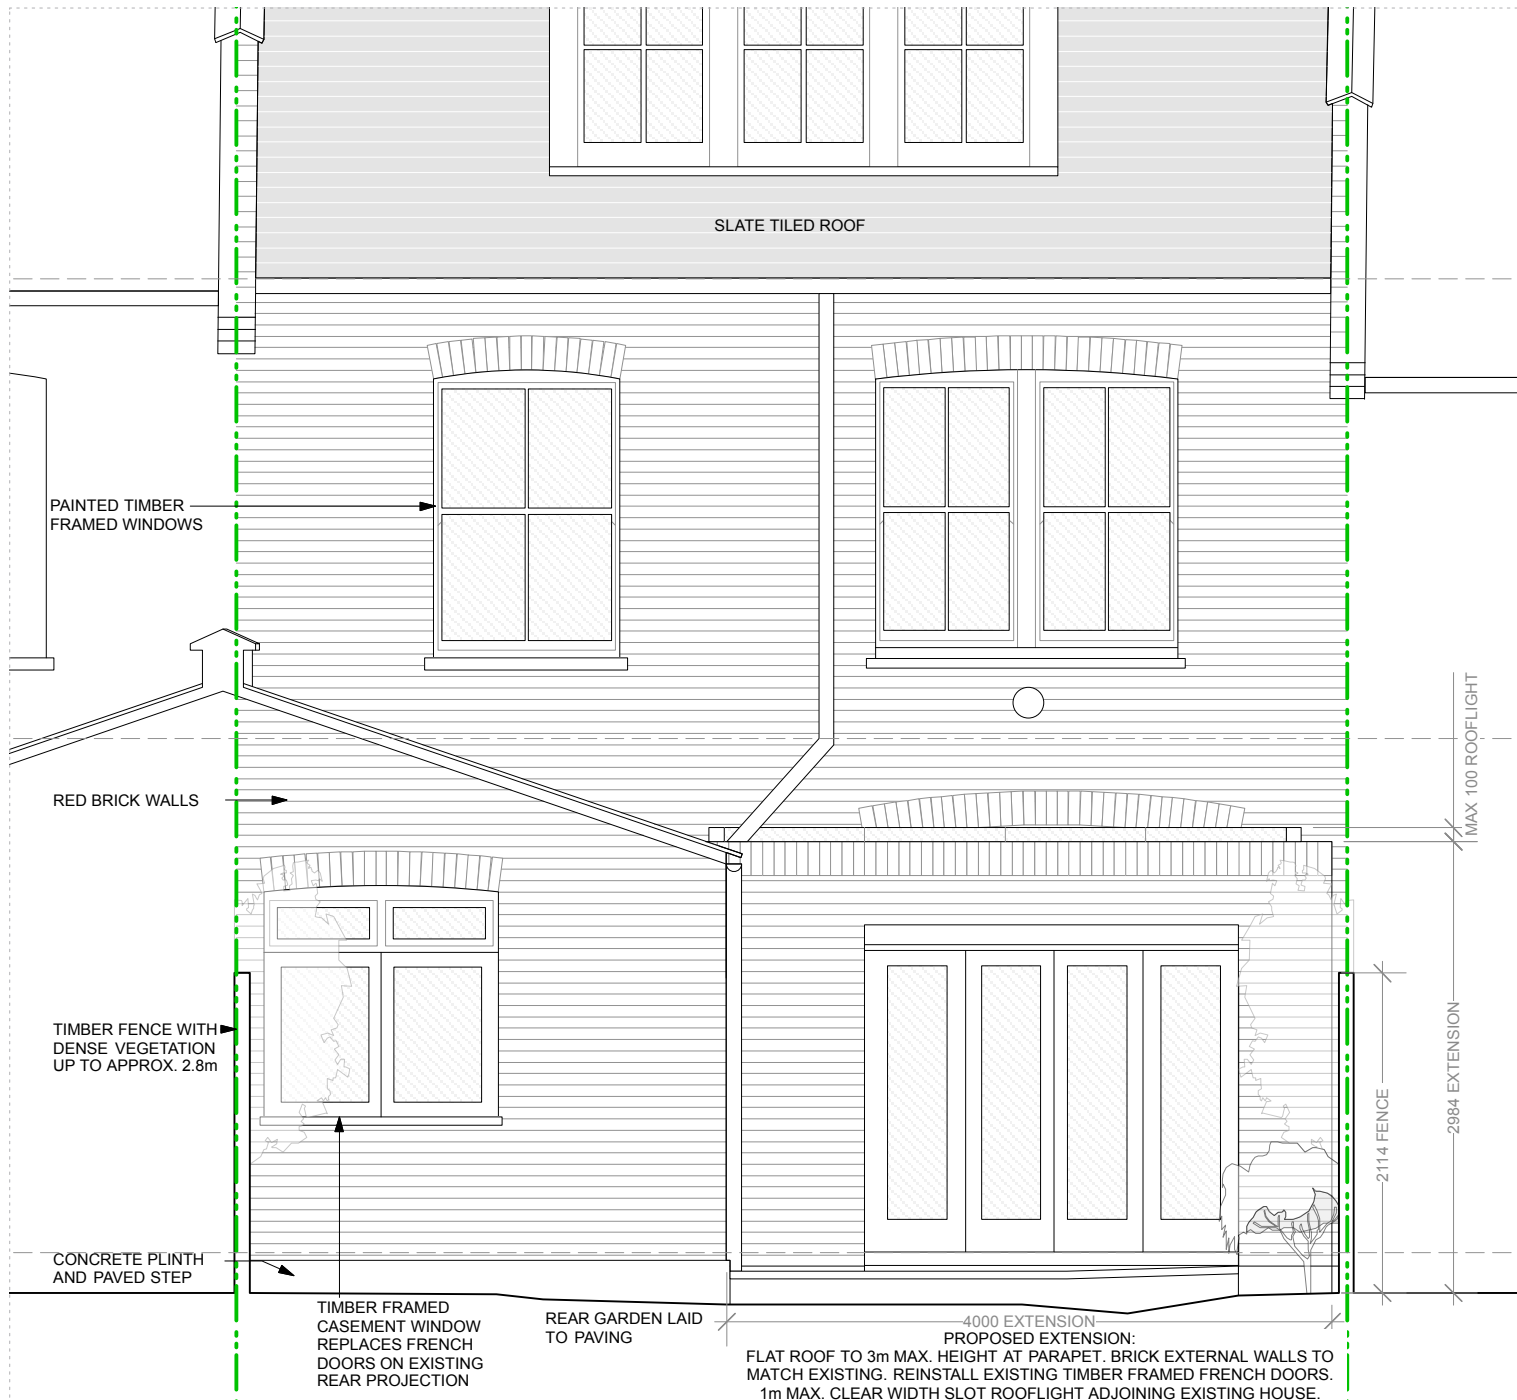 SLATE TILED ROOF
PAINTED TIMBER
FRAMED WINDOWS
MAX 100 ROOFLIGHT
RED BRICK WALLS
TIMBER FENCE WITH
DENSE VEGETATION
UP TO APPROX. 2.8m
2114 FENCE
2984 EXTENSION
CONCRETE PLINTH
AND PAVED STEP
TIMBER FRAMED
CASEMENT WINDOW
REPLACES FRENCH
DOORS ON EXISTING
REAR PROJECTION
REAR GARDEN LAID
TO PAVING
4000 EXTENSION
PROPOSED EXTENSION:
FLAT ROOF TO 3m MAX. HEIGHT AT PARAPET. BRICK EXTERNAL WALLS TO
MATCH EXISTING. REINSTALL EXISTING TIMBER FRAMED FRENCH DOORS.
1m MAX. CLEAR WIDTH SLOT ROOFLIGHT ADJOINING EXISTING HOUSE.